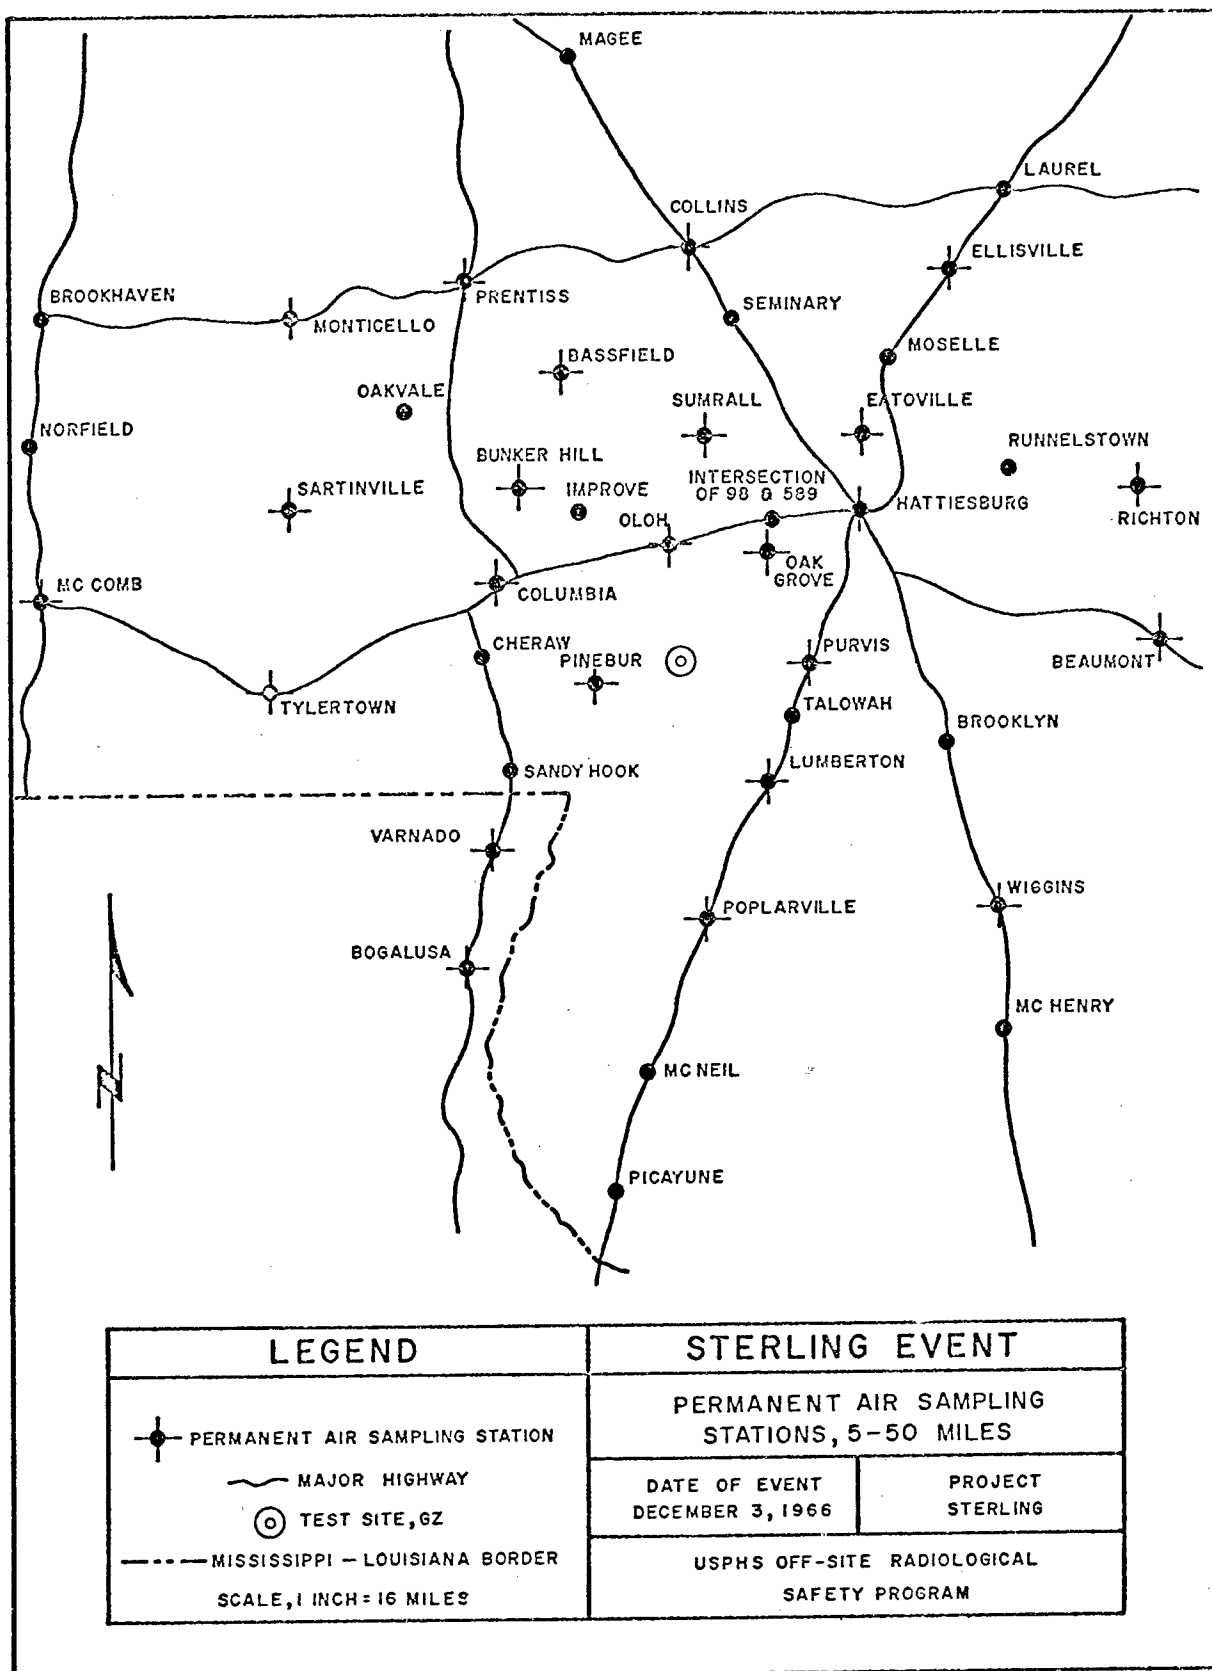 MAGEE
LAUREL
COLLINS
ELLISVILLE
BROOKHAVEN
PRENTISS
SEMINARY
MONTICELLO
MOSELLE
BASSFIELD
OAKVALE
SUMRALL
EATOVILLE
NORFIELD
RUNNELSTOWN
BUNKER HILL
INTERSECTION
OF 98 & 589
SARTINVILLE
IMPROVE
HATTIESBURG
RICHTON
OLOH
OAK
GROVE
MC COMB
COLUMBIA
CHERAW
PINEBUR
PURVIS
BEAUMONT
TYLERTOWN
TALOWAH
BROOKLYN
SANDY HOOK
LUMBERTON
VARNADO
WIGGINS
POPLARVILLE
BOGALUSA
MC HENRY
N
MC NEIL
PICAYUNE
LEGEND
PERMANENT AIR SAMPLING STATION
MAJOR HIGHWAY
TEST SITE, GZ
MISSISSIPPI - LOUISIANA BORDER
SCALE, 1 INCH = 16 MILES
STERLING EVENT
PERMANENT AIR SAMPLING
STATIONS, 5-50 MILES
DATE OF EVENT
DECEMBER 3, 1966
PROJECT
STERLING
USPHS OFF-SITE RADIOLOGICAL
SAFETY PROGRAM